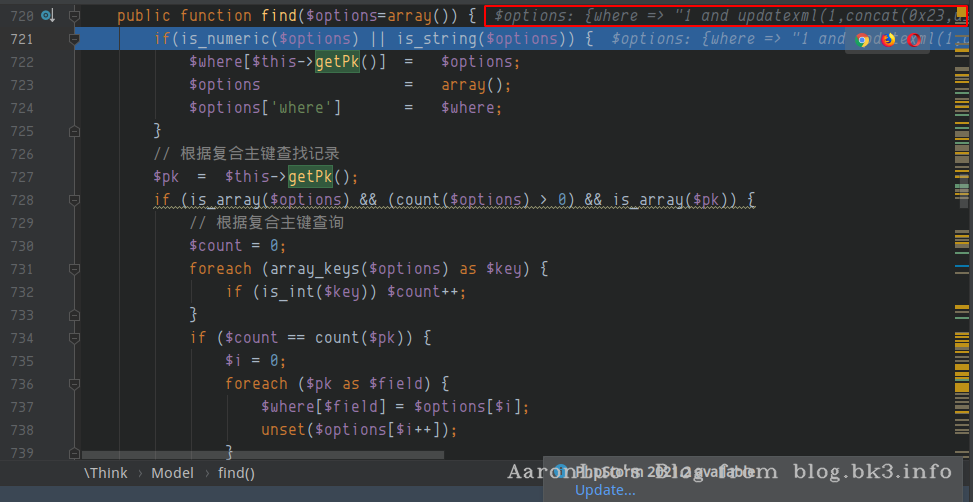 720 public function find($options=array()) { $options: {where => "1 and updatexml(1,concat(0x23,
721 if(is_numeric($options) || is_string($options)) { $options: {where => "1 and updatexml(1,
722 $where[$this->getPk()] = $options;
723 $options = array();
724 $options['where'] = $where;
725 }
726 // 根据复合主键查找记录
727 $pk = $this->getPk();
728 if (is_array($options) && (count($options) > 0) && is_array($pk)) {
729 // 根据复合主键查询
730 $count = 0;
731 foreach (array_keys($options) as $key) {
732 if (is_int($key)) $count++;
733 }
734 if ($count == count($pk)) {
735 $i = 0;
736 foreach ($pk as $field) {
737 $where[$field] = $options[$i];
738 unset($options[$i++]);
739 }
\Think › Model › find()
PhpStorm 2021.2 available
Update...
blog.bk3.info